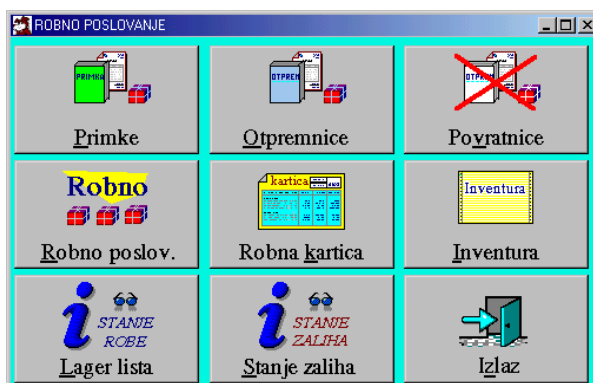 ROBNO POSLOVANJE
PRIMKA
OTPREM
OTPREM
Primke
Otpremnice
Povratnice
Robno
kartica
Inventura
Robno poslov.
Robna kartica
Inventura
STANJE
ROBE
STANJE
ZALIHA
Lager lista
Stanje zaliha
Izlaz